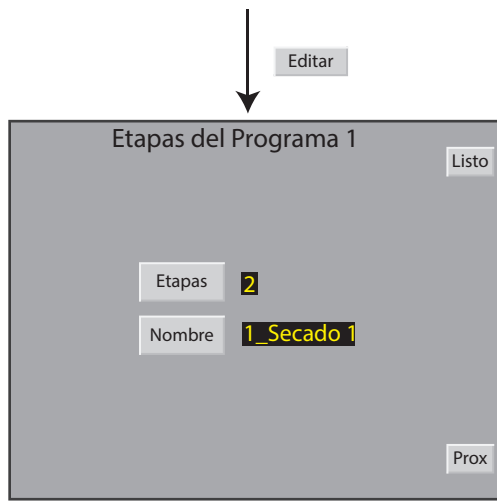 Editar
Etapas del Programa 1
Listo
Etapas 2
Nombre 1_Secado 1
Prox